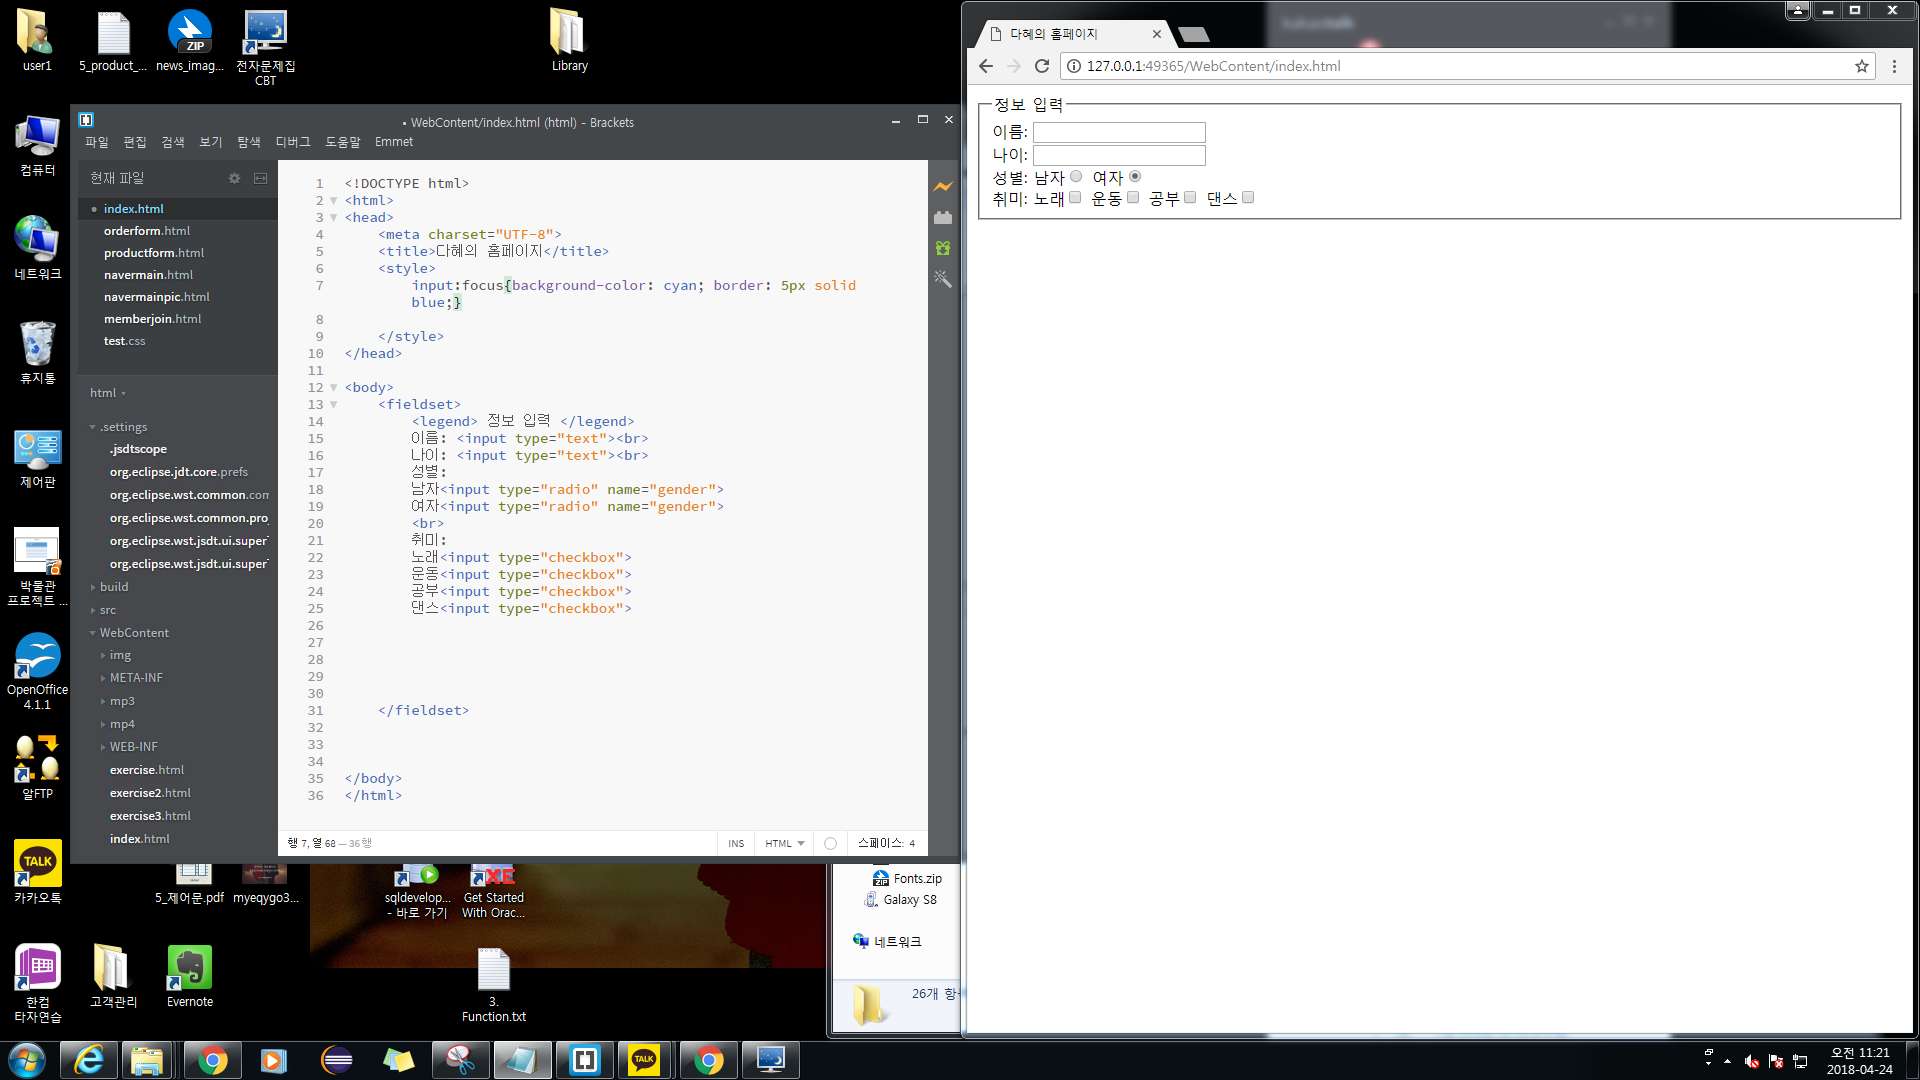 user1
5_product_...
news_imag...
전자문제집
CBT
Library
컴퓨터
네트워크
휴지통
제어판
박물관
프로젝트 ...
OpenOffice
4.1.1
알FTP
카카오톡
한컴
타자연습
고객관리
Evernote
5_제어문.pdf
myeqygo3...
sqldevelop...
- 바로 가기
Get Started
With Orac...
3.
Function.txt
• WebContent/index.html (html) - Brackets
파일 편집 검색 보기 탐색 디버그 도움말 Emmet
현재 파일
index.html
orderform.html
productform.html
navermain.html
navermainpic.html
memberjoin.html
test.css
html
.settings
.jsdtscope
org.eclipse.jdt.core.prefs
org.eclipse.wst.common.com
org.eclipse.wst.common.pro
org.eclipse.wst.jsdt.ui.super
org.eclipse.wst.jsdt.ui.super
build
src
WebContent
img
META-INF
mp3
mp4
WEB-INF
exercise.html
exercise2.html
exercise3.html
index.html
1 <!DOCTYPE html>
2 <html>
3 <head>
4 <meta charset="UTF-8">
5 <title>다혜의 홈페이지</title>
6 <style>
7 input:focus{background-color: cyan; border: 5px solid
blue;}
8
9 </style>
10 </head>
11
12 <body>
13 <fieldset>
14 <legend> 정보 입력 </legend>
15 이름: <input type="text"><br>
16 나이: <input type="text"><br>
17 성별:
18 남자<input type="radio" name="gender">
19 여자<input type="radio" name="gender">
20 <br>
21 취미:
22 노래<input type="checkbox">
23 운동<input type="checkbox">
24 공부<input type="checkbox">
25 댄스<input type="checkbox">
26
27
28
29
30
31 </fieldset>
32
33
34
35 </body>
36 </html>
행 7, 열 68 — 36 행
INS HTML 스페이스: 4
Fonts.zip
Galaxy S8
네트워크
26개 항
다혜의 홈페이지
127.0.0.1:49365/WebContent/index.html
정보 입력
이름:
나이:
성별: 남자 여자
취미: 노래 운동 공부 댄스
ZIP
TALK
ZIP
TALK
오전 11:21
2018-04-24